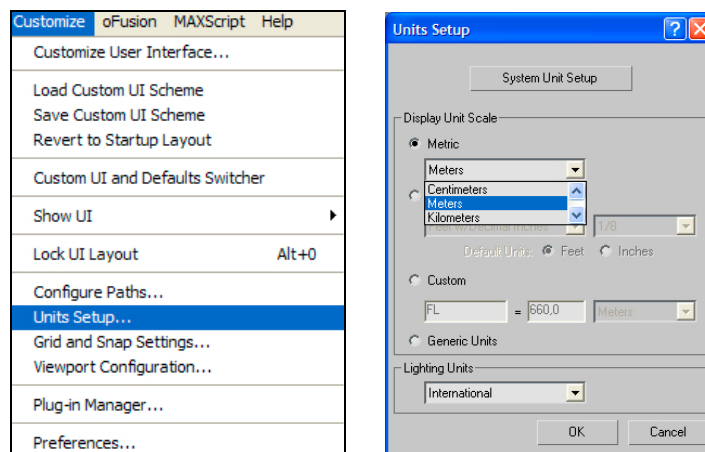 Customize oFusion MAXScript Help
Customize User Interface...
Load Custom UI Scheme
Save Custom UI Scheme
Revert to Startup Layout
Custom UI and Defaults Switcher
Show UI
Lock UI Layout Alt+0
Configure Paths...
Units Setup...
Grid and Snap Settings...
Viewport Configuration...
Plug-in Manager...
Preferences...
Units Setup
System Unit Setup
Display Unit Scale
Metric
Meters
Centimeters
Meters
Kilometers
Feet w/Decimal Inches 1/8
Default Units: Feet Inches
Custom
FL = 660,0 Meters
Generic Units
Lighting Units
International
OK Cancel